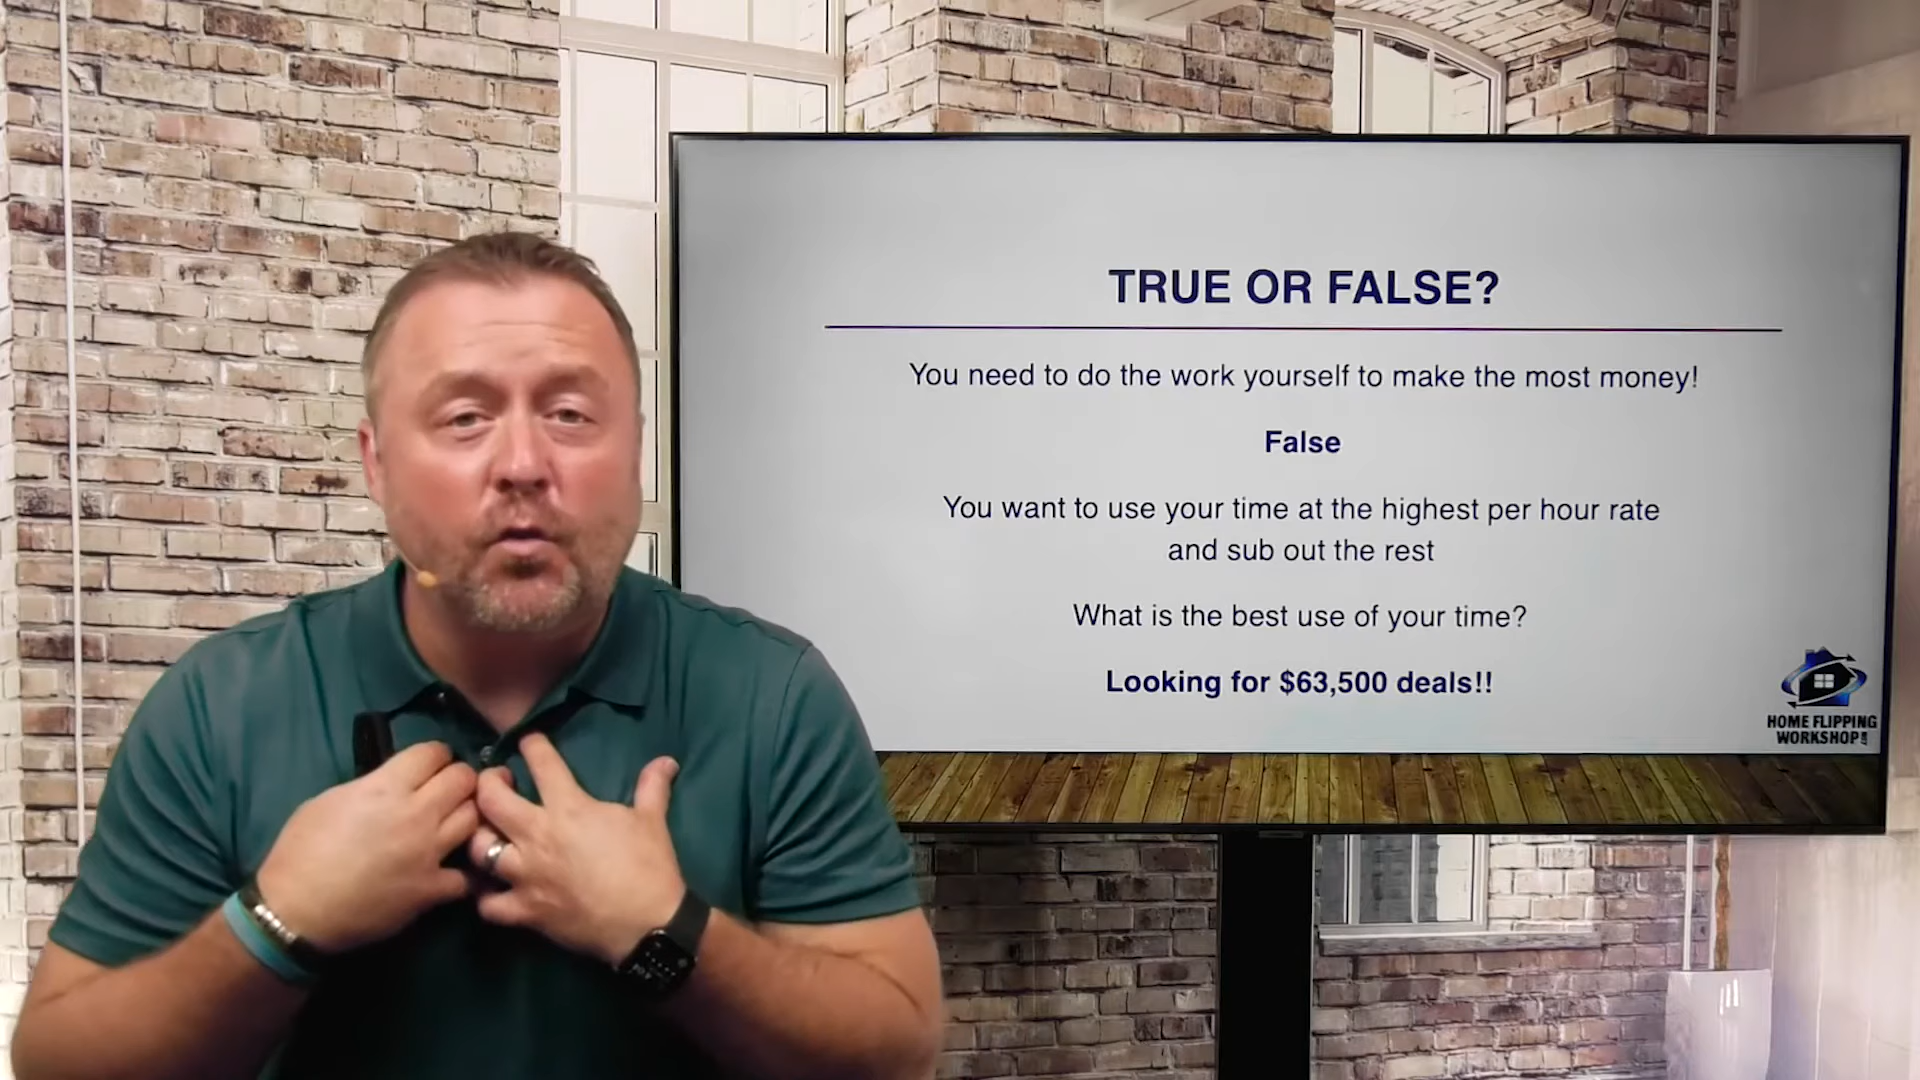 TRUE OR FALSE?
You need to do the work yourself to make the most money!
False
You want to use your time at the highest per hour rate
and sub out the rest
What is the best use of your time?
Looking for $63,500 deals!!
HOME FLIPPING
WORKSHOP